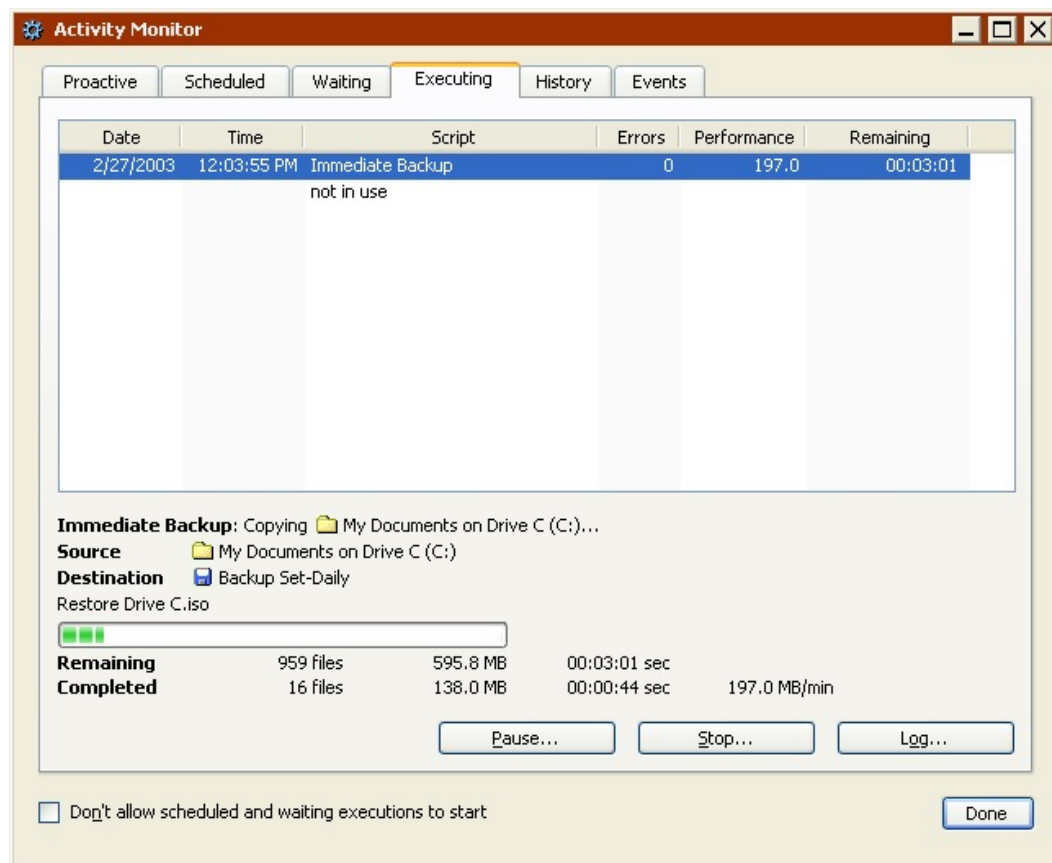 Activity Monitor
Proactive Scheduled Waiting Executing History Events
Date Time Script Errors Performance Remaining
2/27/2003 12:03:55 PM Immediate Backup 0 197.0 00:03:01
not in use
Immediate Backup: Copying My Documents on Drive C (C:)...
Source My Documents on Drive C (C:)
Destination Backup Set-Daily
Restore Drive C.iso
Remaining 959 files 595.8 MB 00:03:01 sec
Completed 16 files 138.0 MB 00:00:44 sec 197.0 MB/min
Pause... Stop... Log...
Don't allow scheduled and waiting executions to start Done